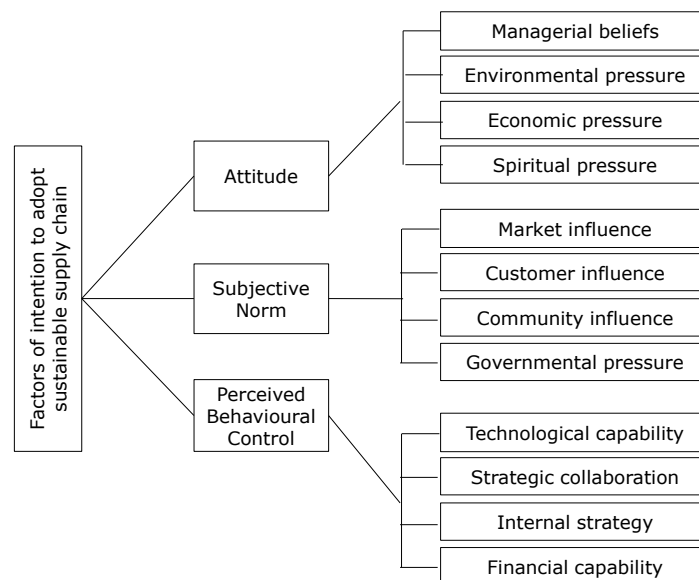 Factors of intention to adopt
sustainable supply chain
Attitude
Managerial beliefs
Environmental pressure
Economic pressure
Spiritual pressure
Subjective
Norm
Market influence
Customer influence
Community influence
Governmental pressure
Perceived
Behavioural
Control
Technological capability
Strategic collaboration
Internal strategy
Financial capability